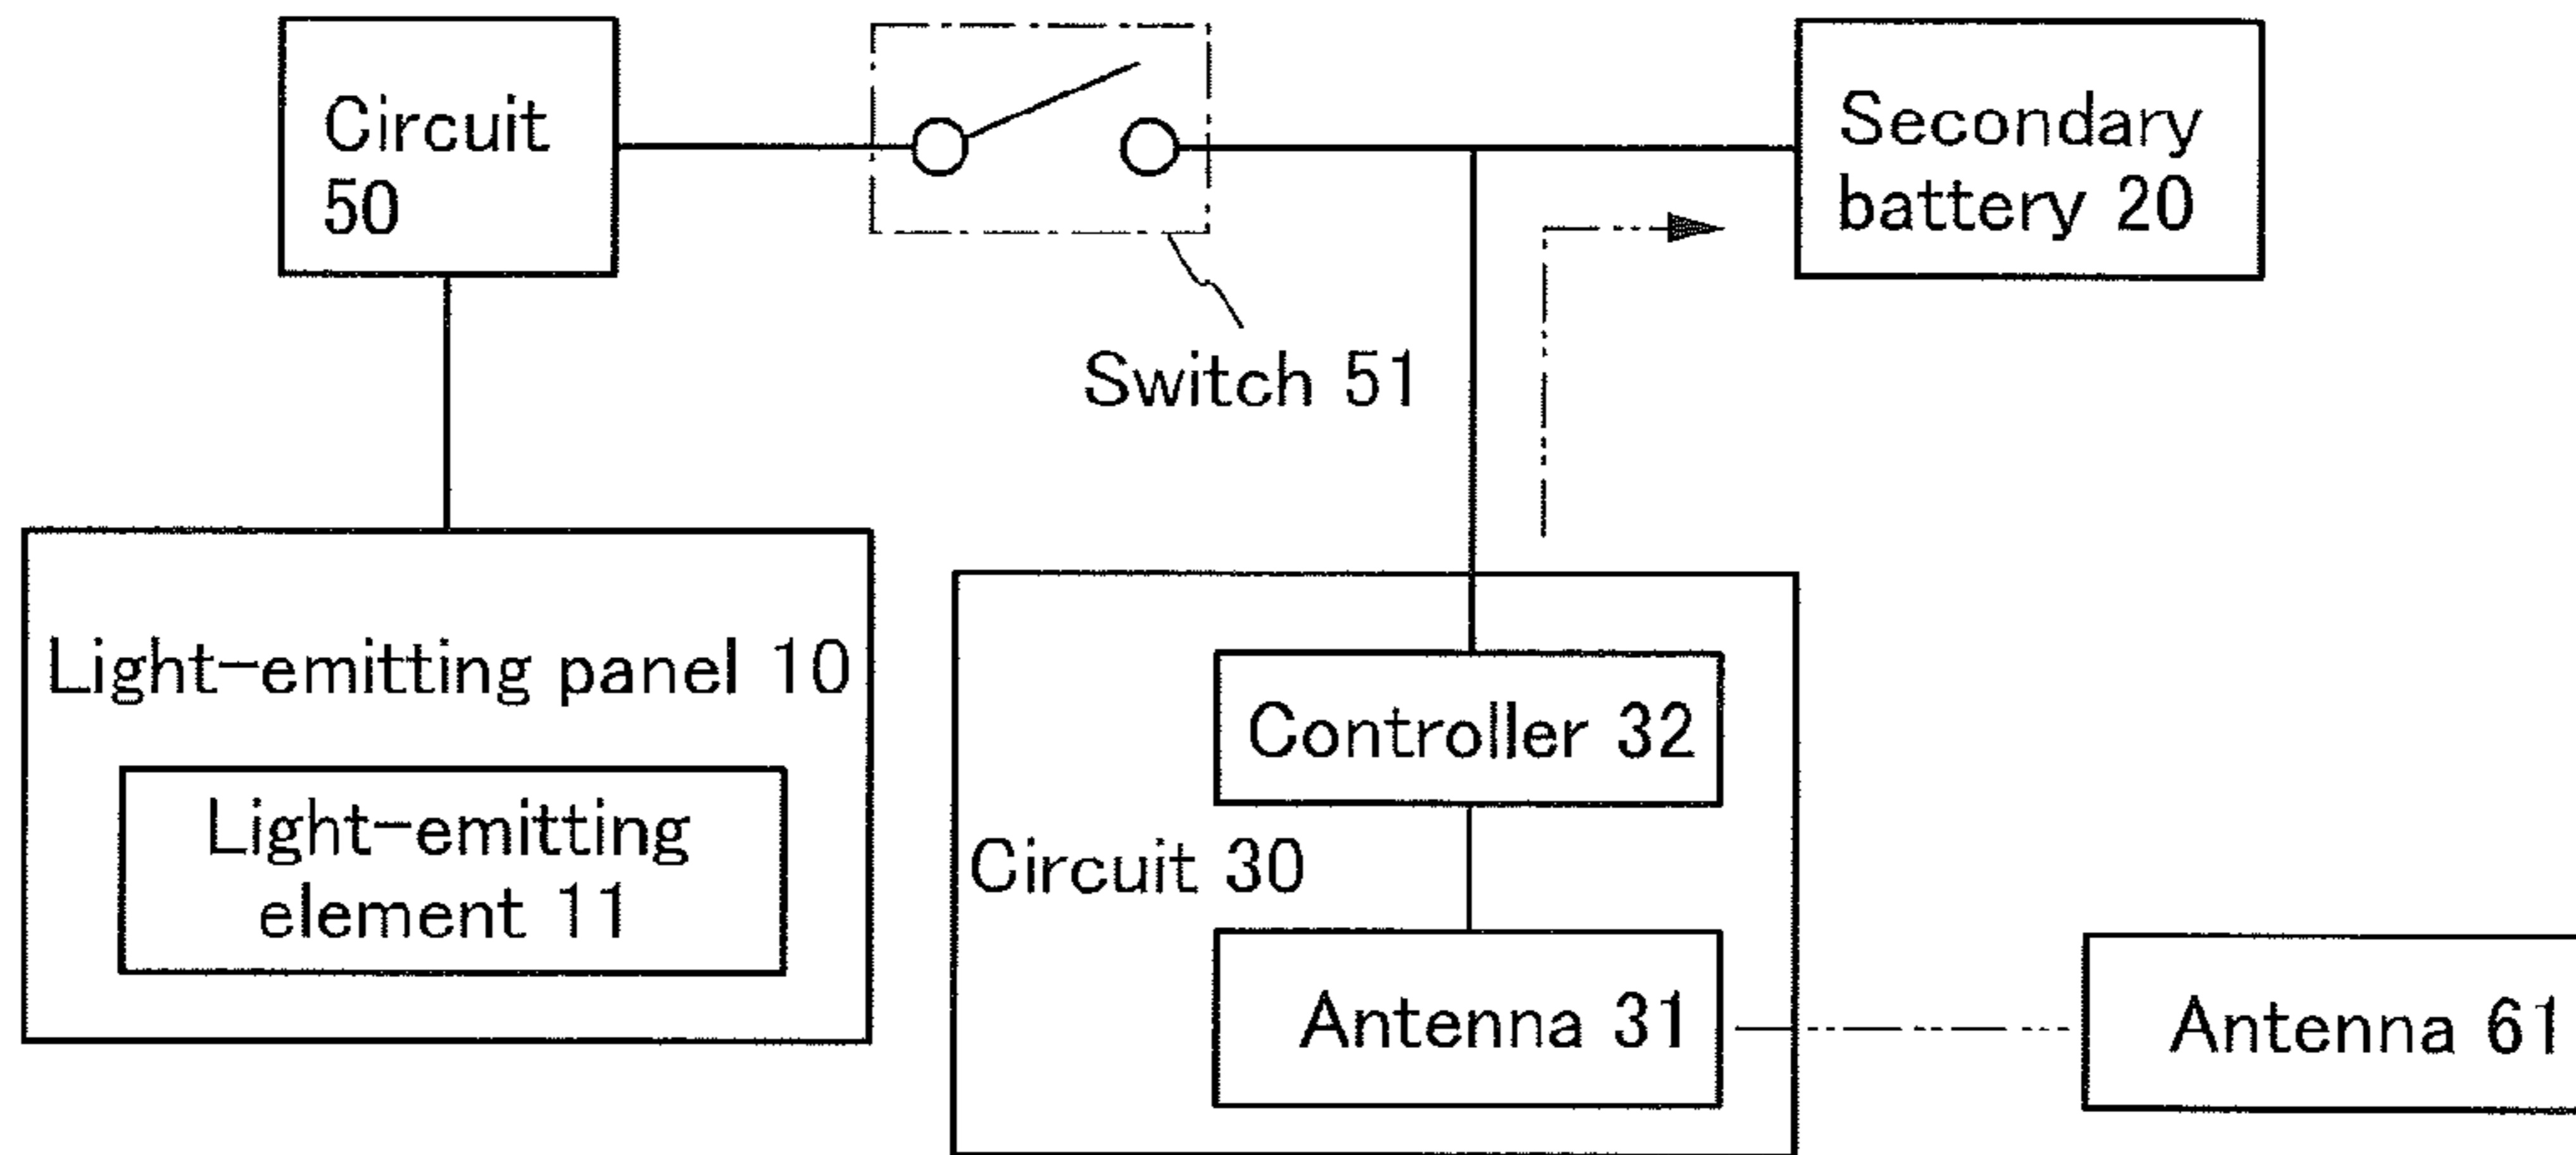 Circuit
50
Secondary
battery 20
Switch 51
Light-emitting panel 10
Light-emitting
element 11
Controller 32
Circuit 30
Antenna 31
Antenna 61